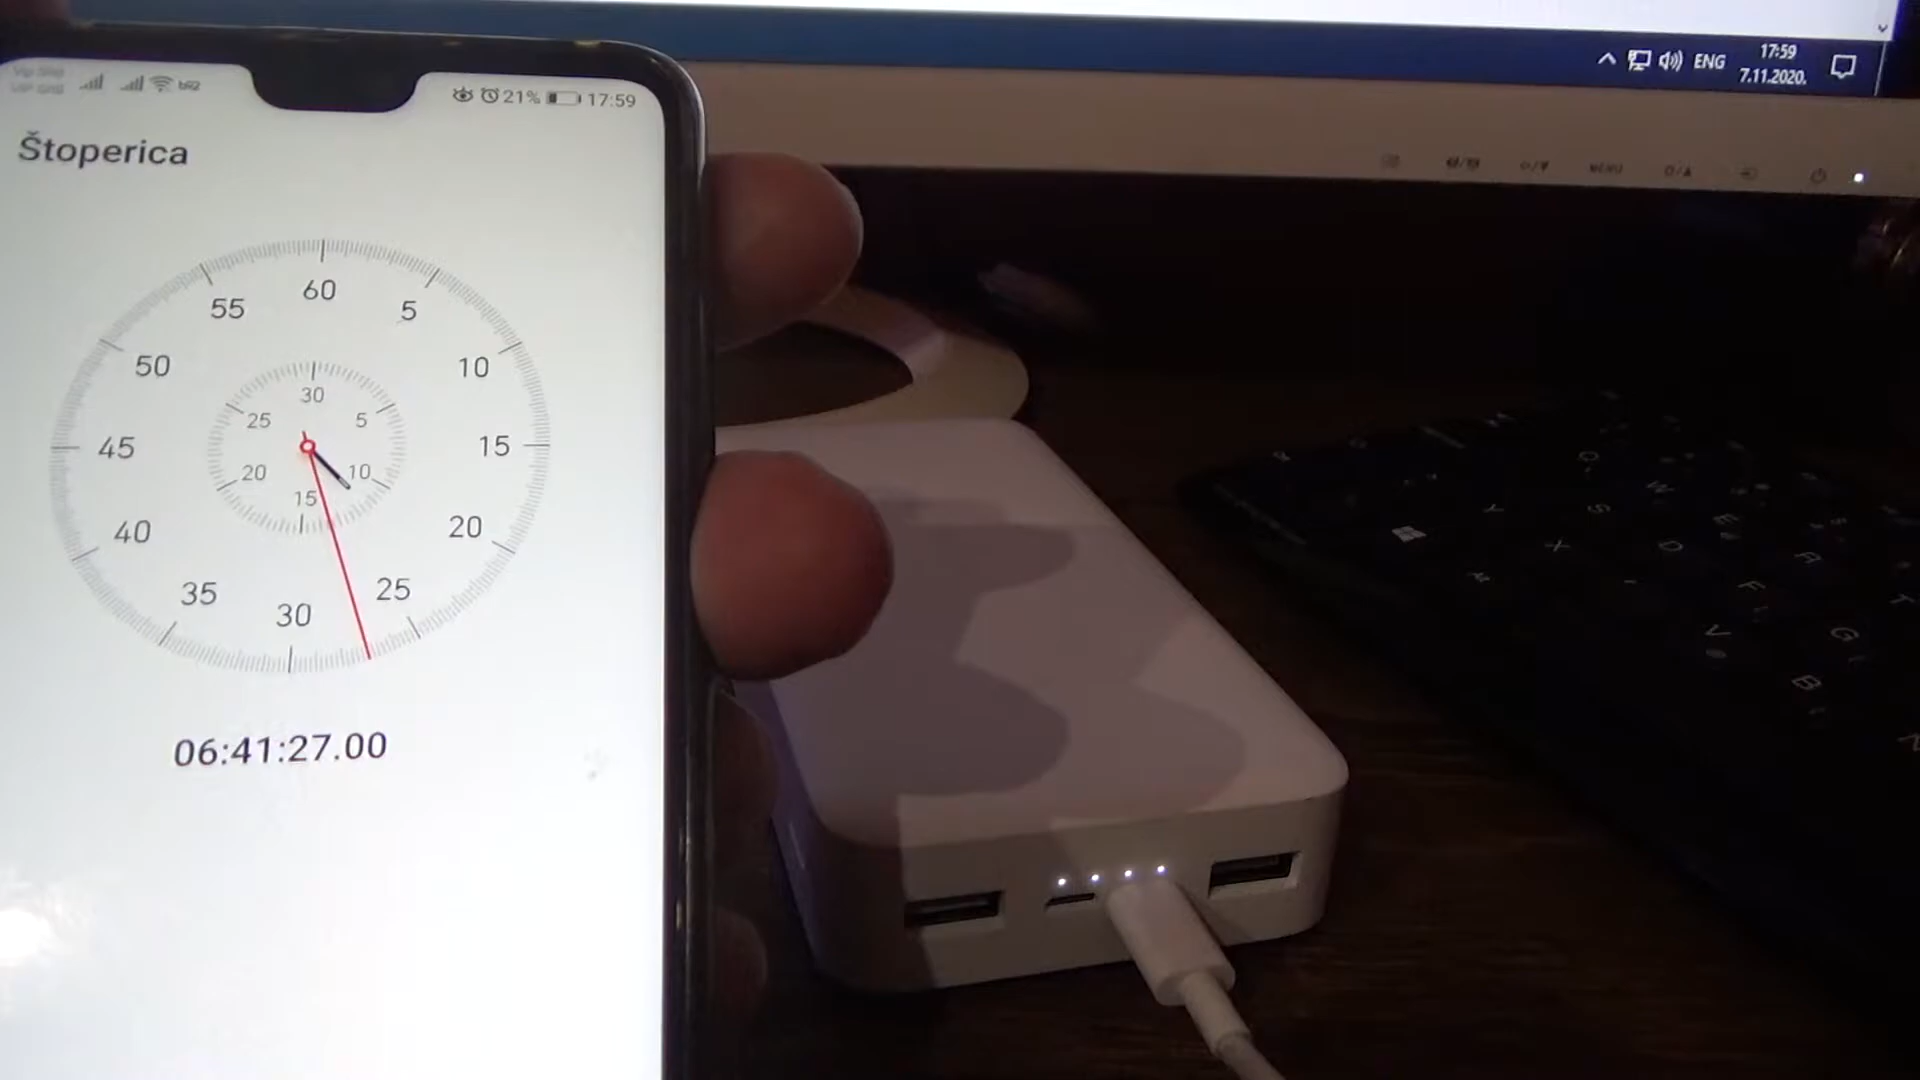 21% 17:59
Štoperica
60
55 5
50 10
45 15
40 20
35 25
30
30
25 5
20 10
15
06:41:27.00
ENG 17:59
7.11.2020.
Q W E
S D F G
Y X V B